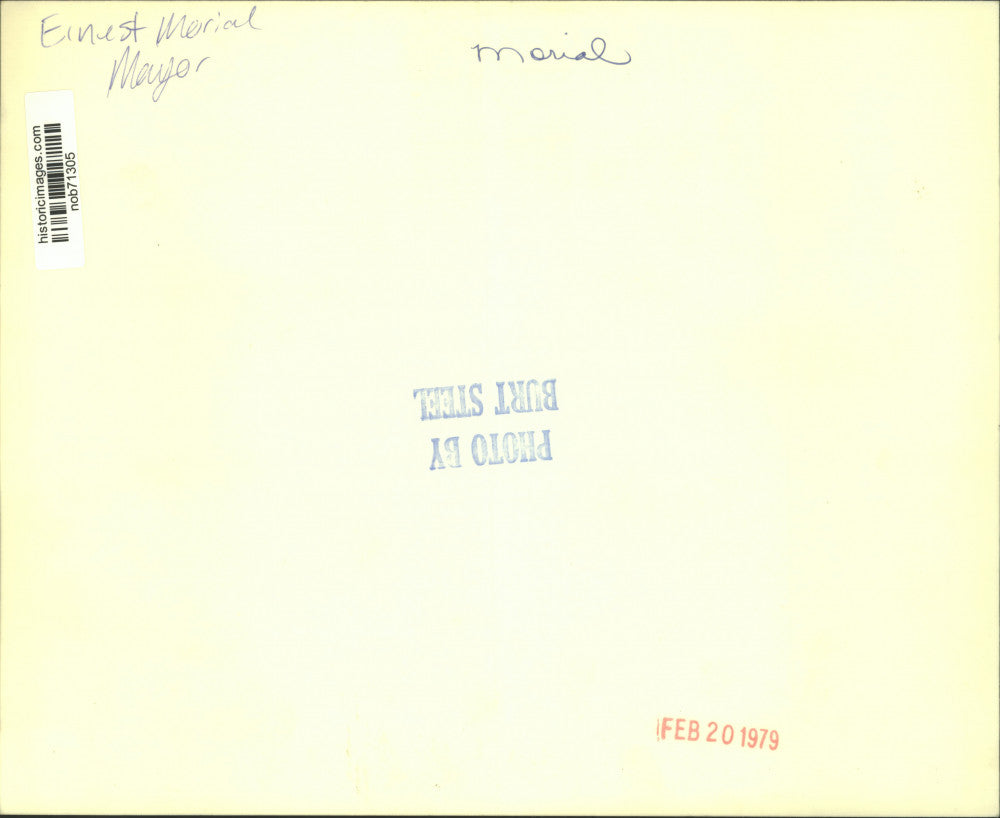 Ernest Morial
Mayor
Morial
historicimages.com
nob71305
PHOTO BY
BURT STEEL
FEB 20 1979